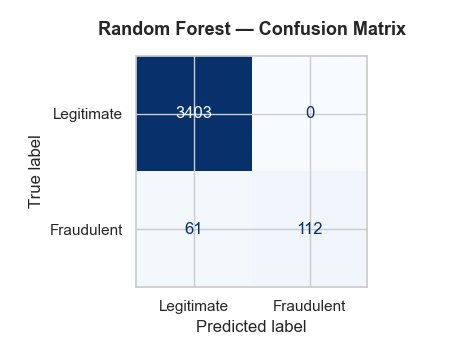 Random Forest — Confusion Matrix
Legitimate
3403
0
Fraudulent
61
112
True label
Legitimate
Fraudulent
Predicted label